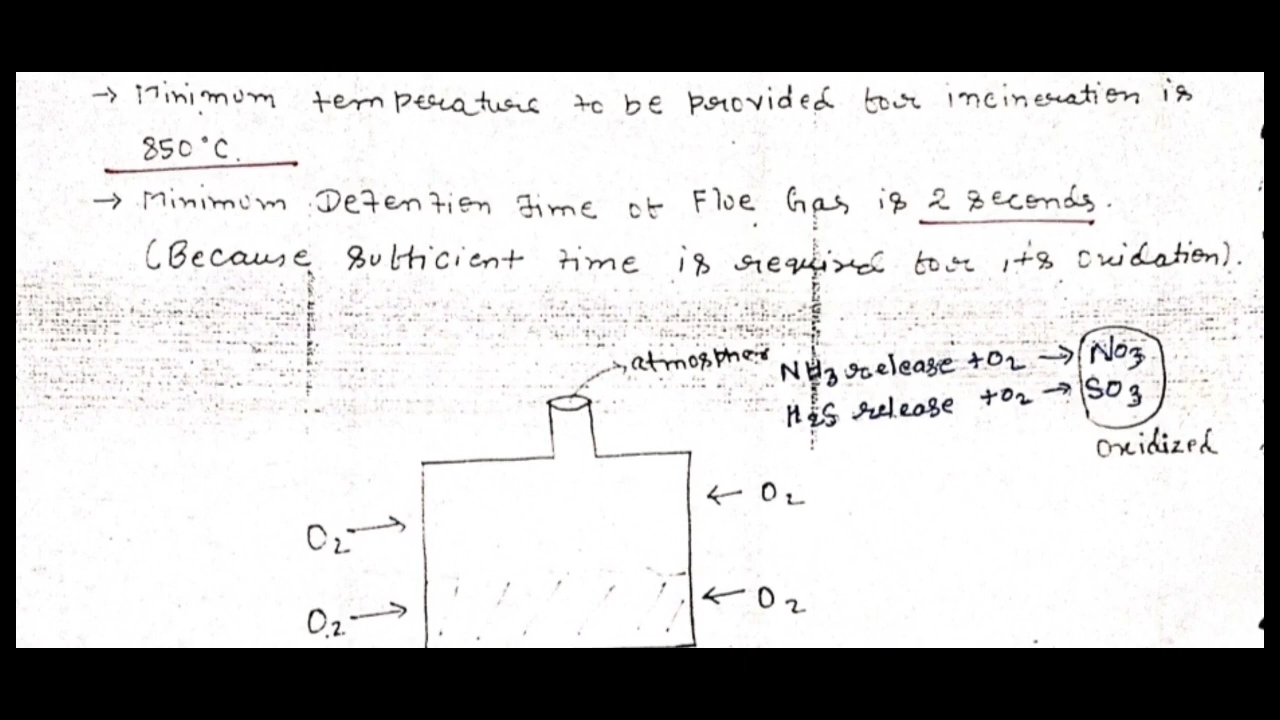 → Minimum temperature to be provided for incineration is
850°C.
→ Minimum Detention time of Flue Gas is 2 seconds.
(Because sufficient time is required for its oxidation).
atmospher
NH3 release +O2 → NO3
H2S release +O2 → SO3
Oxidized
O2 →
← O2
O2 →
← O2